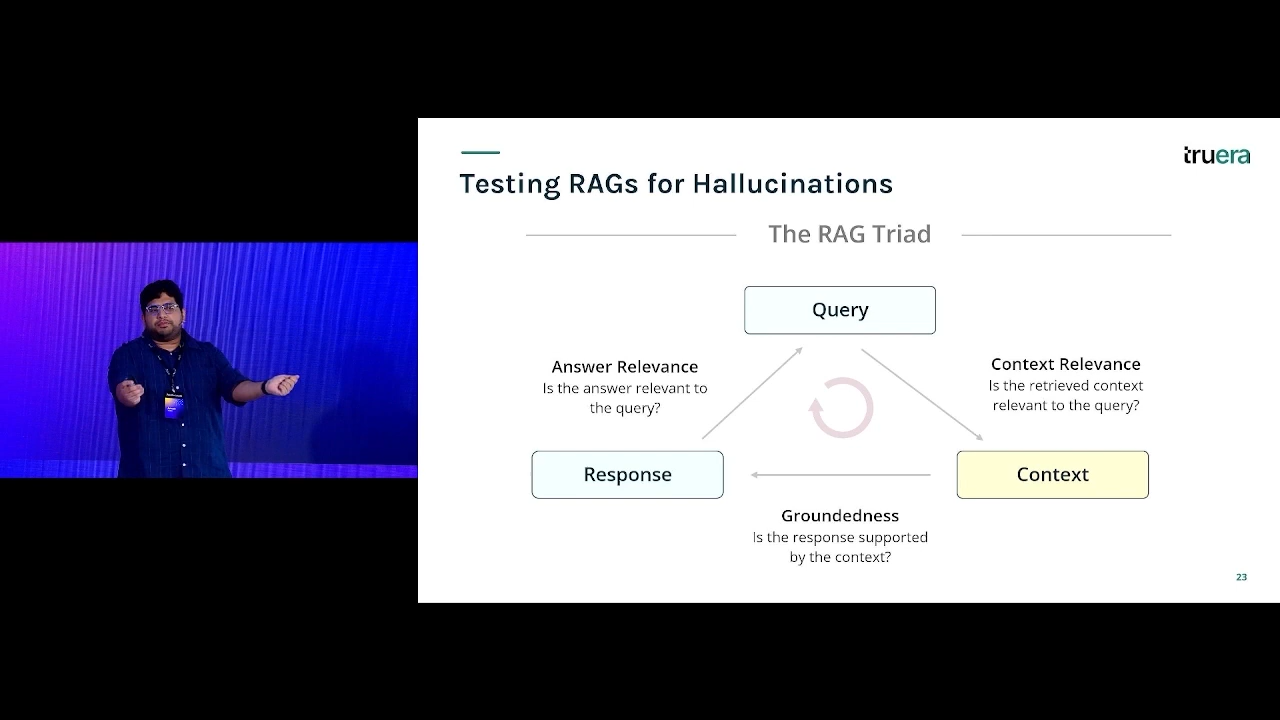 truera
Testing RAGs for Hallucinations
The RAG Triad
Query
Answer Relevance
Is the answer relevant to
the query?
Context Relevance
Is the retrieved context
relevant to the query?
Response
Context
Groundedness
Is the response supported
by the context?
23